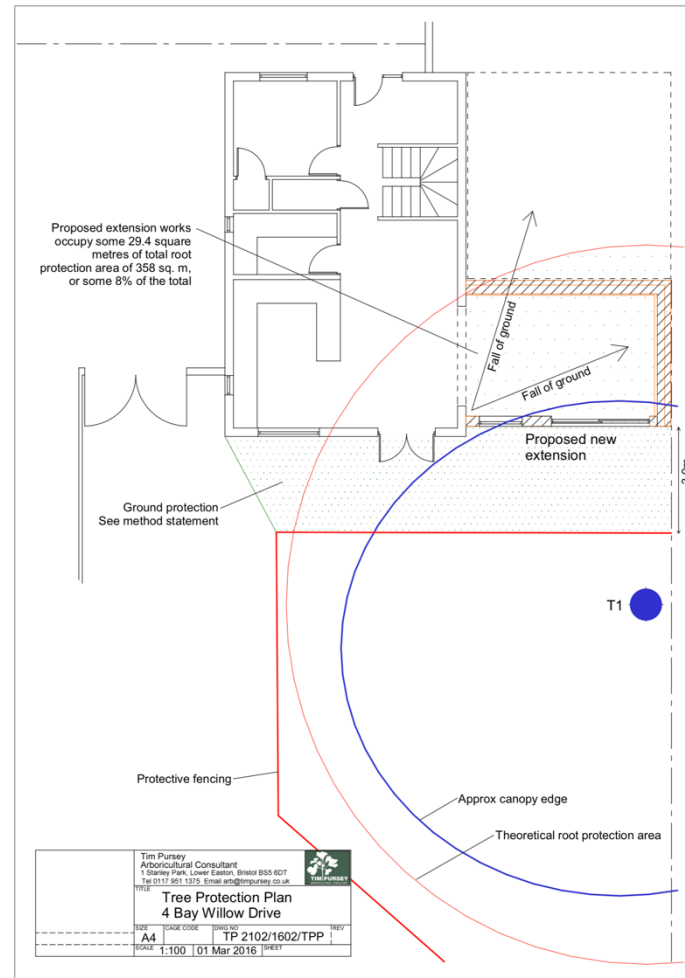 Proposed extension works
occupy some 29.4 square
metres of total root
protection area of 358 sq. m,
or some 8% of the total
Fall of ground
Fall of ground
Proposed new
extension
Ground protection
See method statement
T1
Protective fencing
Approx canopy edge
Theoretical root protection area
Tim Pursey
Arboricultural Consultant
1 Stanley Park, Lower Easton, Bristol BS5 6DT
Tel 0117 951 1375 Email arb@timpursey.co.uk
TIM PURSEY
TITLE
Tree Protection Plan
4 Bay Willow Drive
SIZE CAGE CODE DWG NO REV
A4 TP 2102/1602/TPP
SCALE 1:100 01 Mar 2016 SHEET